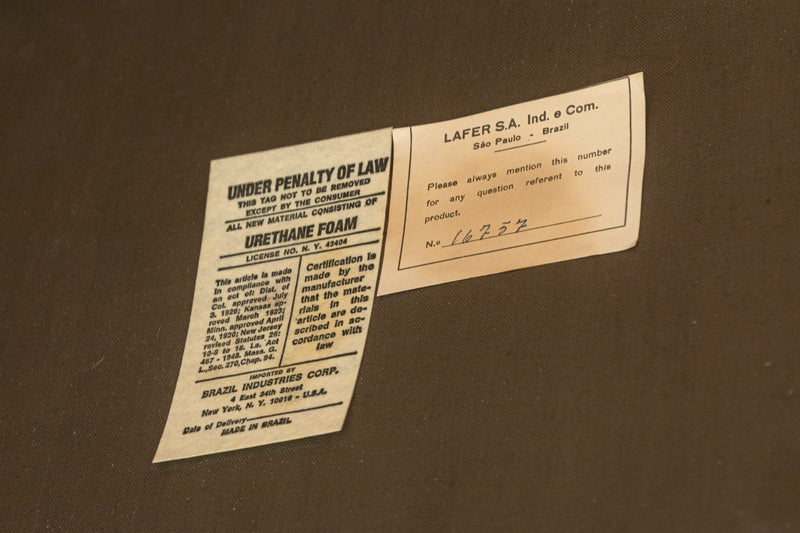 UNDER PENALTY OF LAW
THIS TAG NOT TO BE REMOVED
EXCEPT BY THE CONSUMER
ALL NEW MATERIAL CONSISTING OF
URETHANE FOAM
LICENSE NO. N. Y. 43404
This article is made
in compliance with
an act of: Dist. of
Col. approved July
3, 1926; Kansas ap-
roved March 1923;
Minn. approved April
24, 1920; New Jersey
revised Statutes 26:
10-6 to 18. La. Act
467 - 1948. Mass. G.
L.,Sec. 270,Chap. 94.
Certification is
made by the
manufacturer
that the mate-
rials in this
article are de-
scribed in ac-
cordance with
law
IMPORTED BY
BRAZIL INDUSTRIES CORP.
4 East 34th Street
New York, N. Y. 10016 - U.S.A.
Date of Delivery
MADE IN BRAZIL
LAFER S.A. Ind. e Com.
São Paulo - Brazil
Please always mention this number
for any question referent to this
product.
N.o 16757